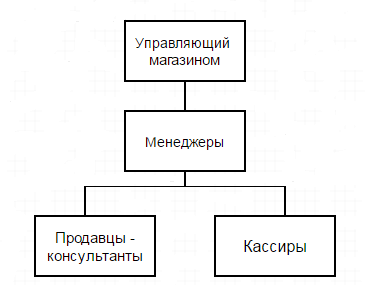 Управляющий
магазином
Менеджеры
Продавцы -
консультанты
Кассиры